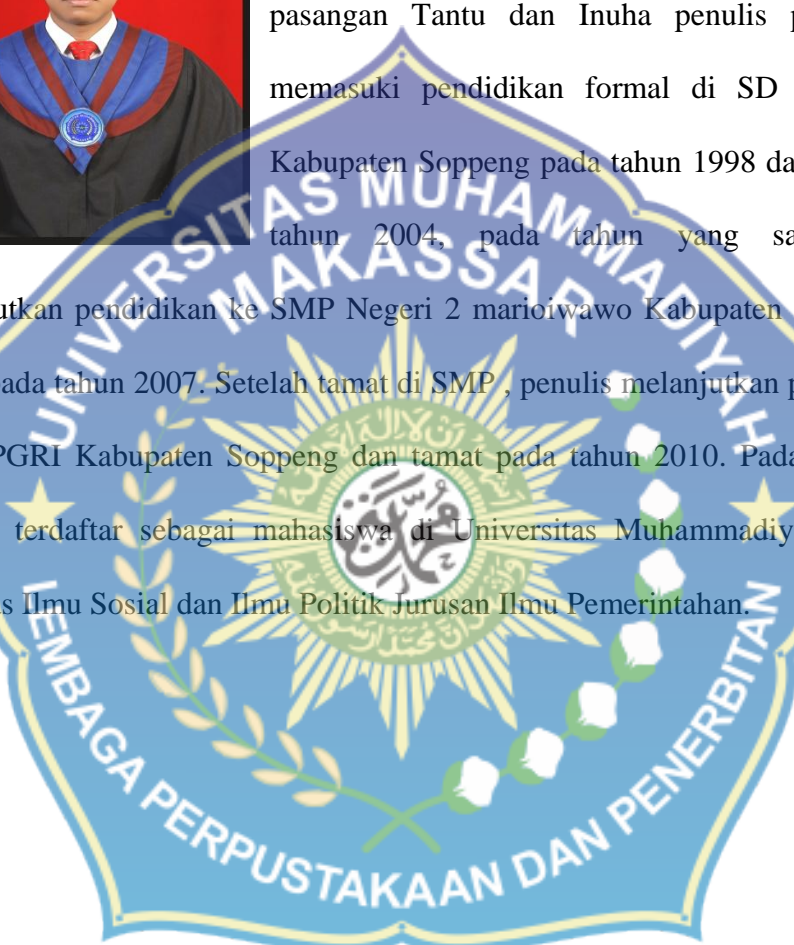 pasangan Tantu dan Inuha penulis p
memasuki pendidikan formal di SD
Kabupaten Soppeng pada tahun 1998 da
tahun 2004, pada tahun yang sa
utkan pendidikan ke SMP Negeri 2 marioiwawo Kabupaten
pada tahun 2007. Setelah tamat di SMP , penulis melanjutkan p
PGRI Kabupaten Soppeng dan tamat pada tahun 2010. Pada
terdaftar sebagai mahasiswa di Universitas Muhammadiy
s Ilmu Sosial dan Ilmu Politik Jurusan Ilmu Pemerintahan.
UNIVERSITAS MUHAMMADIYAH
MAKASSAR
LEMBAGA PERPUSTAKAAN DAN PENERBITAN